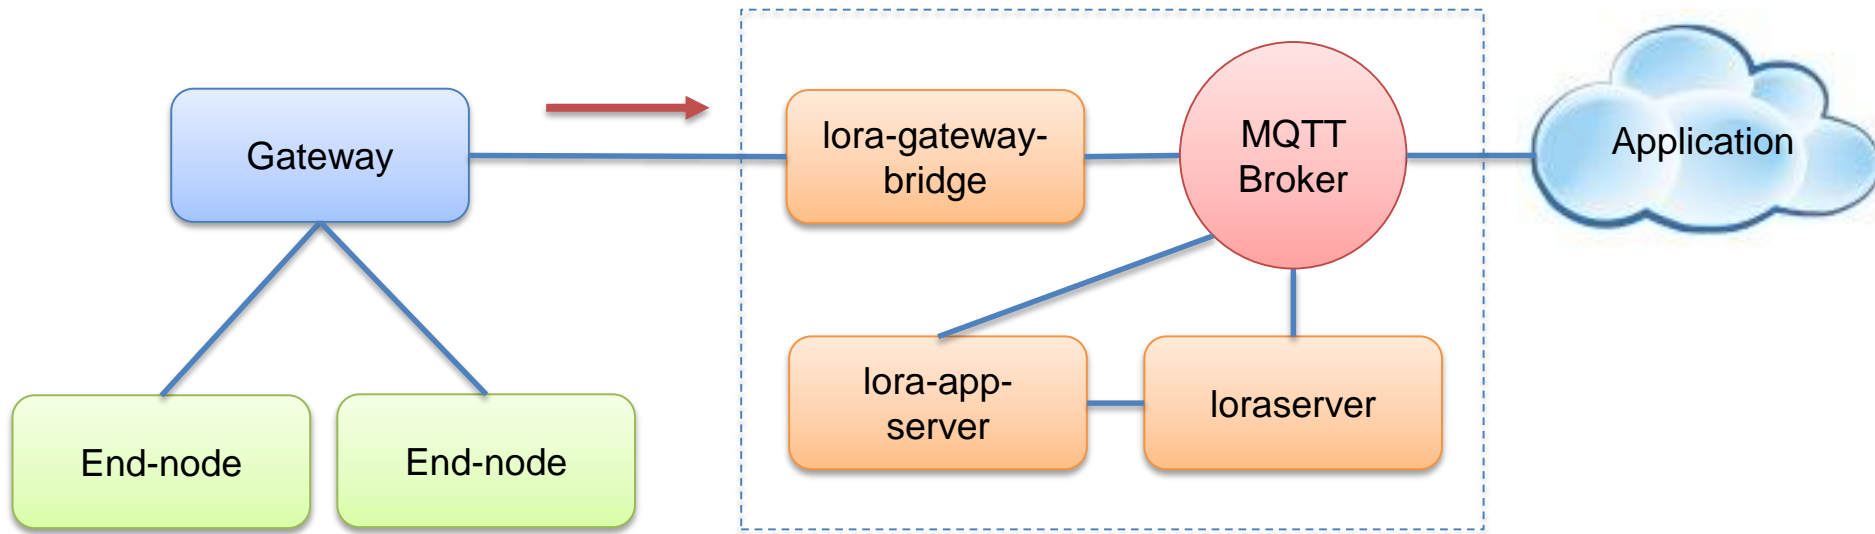 Gateway
lora-gateway-
bridge
MQTT
Broker
Application
End-node
End-node
lora-app-
server
loraserver